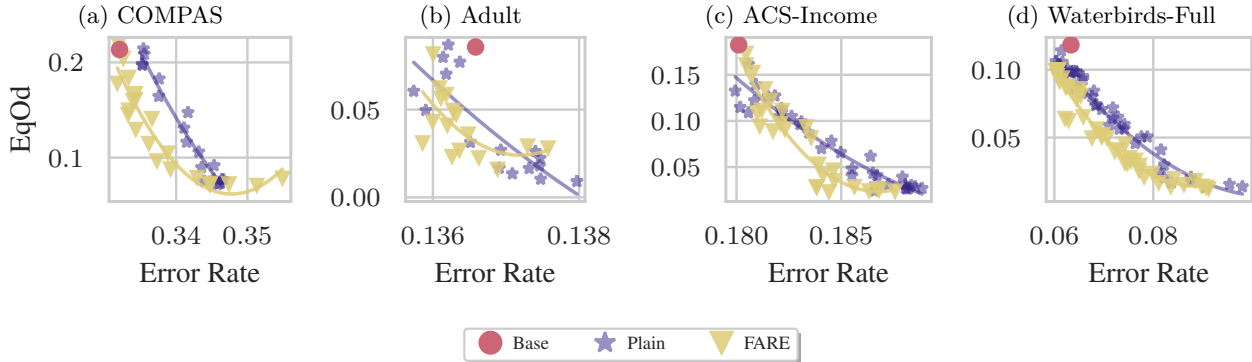 (a) COMPAS
(b) Adult
(c) ACS-Income
(d) Waterbirds-Full
EqOd
0.2
0.1
0.34 0.35
Error Rate
0.05
0.00
0.136 0.138
Error Rate
0.15
0.10
0.05
0.180 0.185
Error Rate
0.10
0.05
0.06 0.08
Error Rate
Base Plain FARE